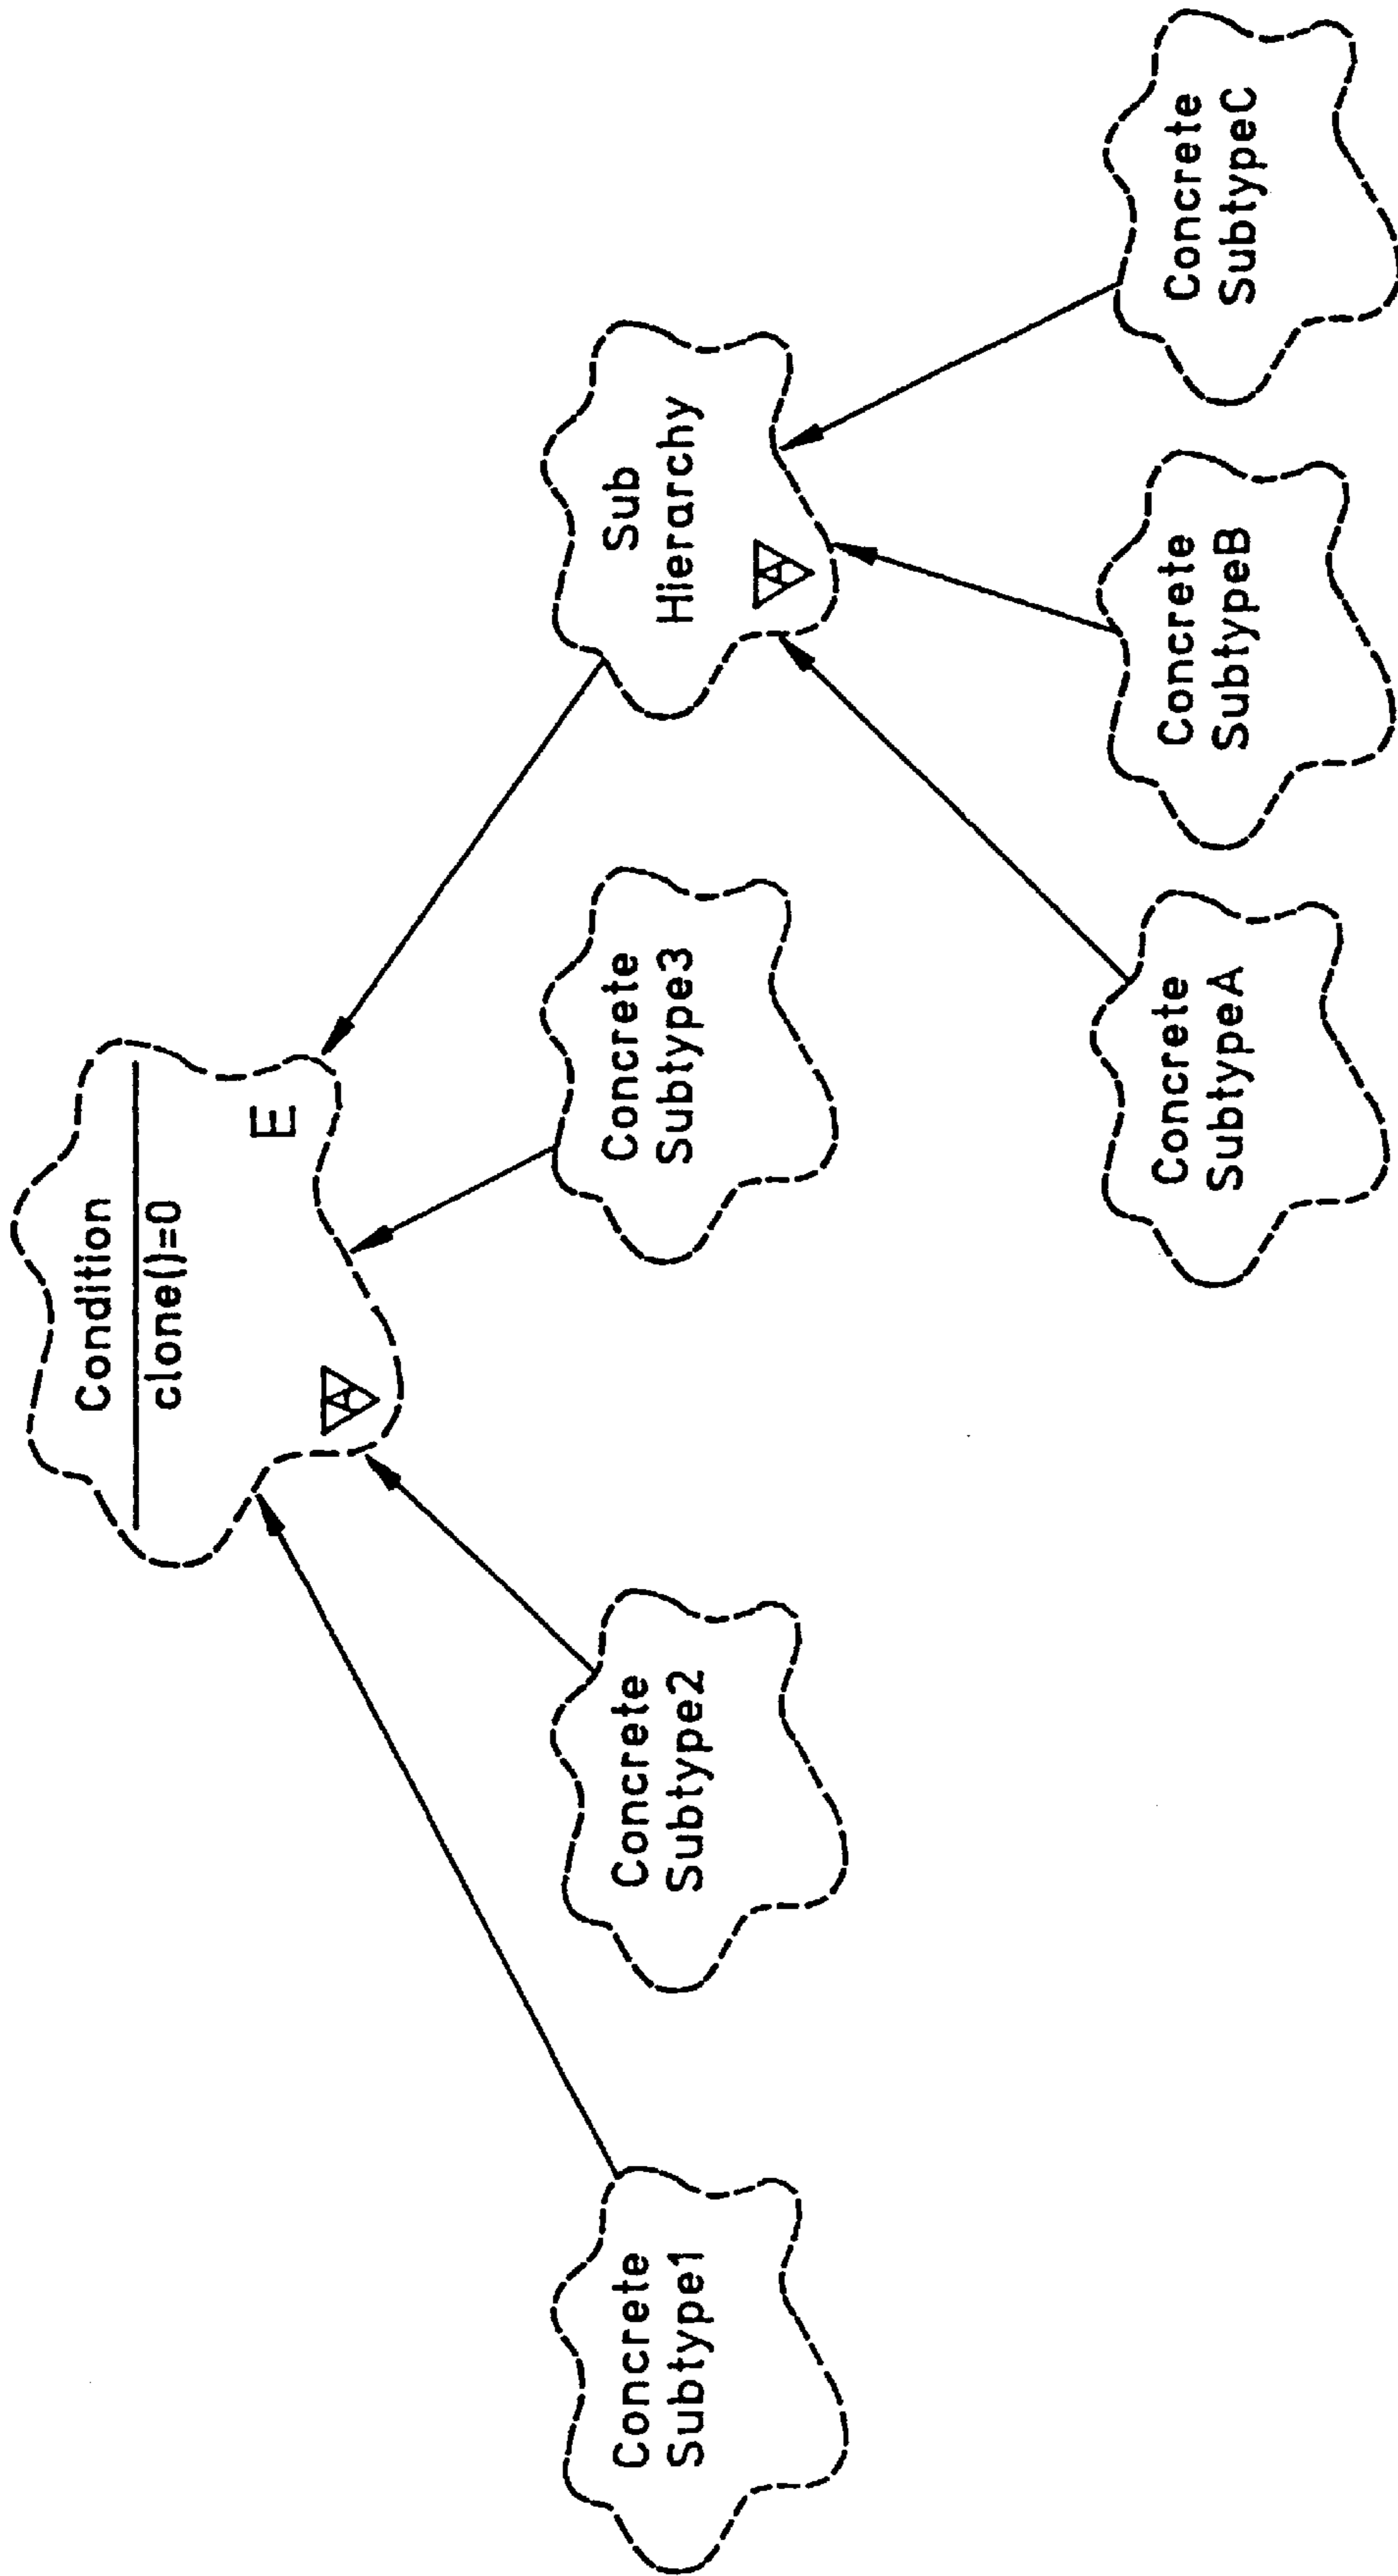 Condition
clone()=0
A
E
Concrete
Subtype1
Concrete
Subtype2
Concrete
Subtype3
Sub
Hierarchy
A
Concrete
SubtypeA
Concrete
SubtypeB
Concrete
SubtypeC